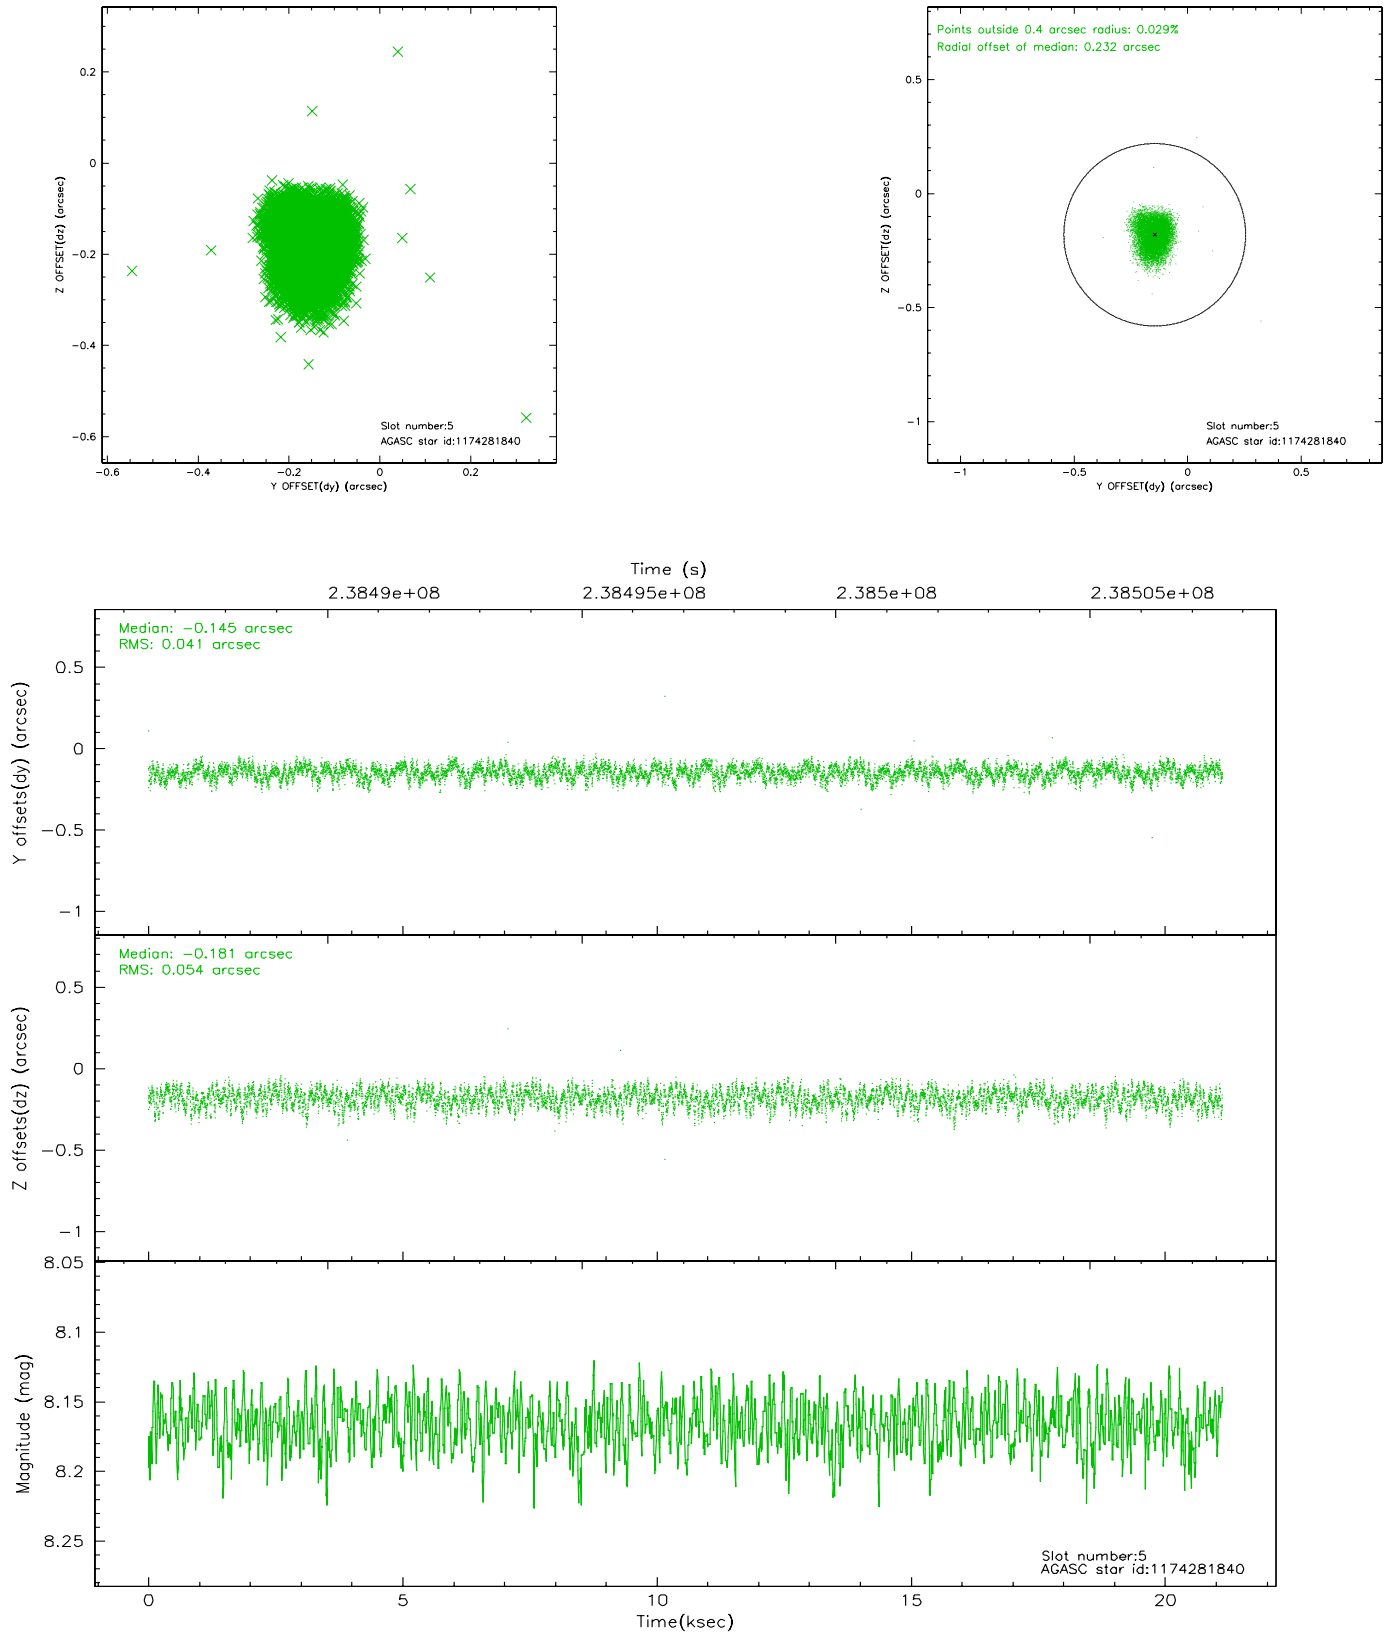 0.2
0
−0.2
−0.4
−0.6
−0.6
−0.4
−0.2
0
0.2
Z OFFSET(dz) (arcsec)
Y OFFSET(dy) (arcsec)
Slot number:5
AGASC star id:1174281840
Points outside 0.4 arcsec radius: 0.029%
Radial offset of median: 0.232 arcsec
0.5
0
−0.5
−1
−1
−0.5
0
0.5
Z OFFSET(dz) (arcsec)
Y OFFSET(dy) (arcsec)
Slot number:5
AGASC star id:1174281840
Time (s)
2.3849e+08
2.38495e+08
2.385e+08
2.38505e+08
Median: −0.145 arcsec
RMS: 0.041 arcsec
0.5
0
−0.5
−1
Y offsets(dy) (arcsec)
Median: −0.181 arcsec
RMS: 0.054 arcsec
0.5
0
−0.5
−1
Z offsets(dz) (arcsec)
8.05
8.1
8.15
8.2
8.25
Magnitude (mag)
Slot number:5
AGASC star id:1174281840
0
5
10
15
20
Time(ksec)